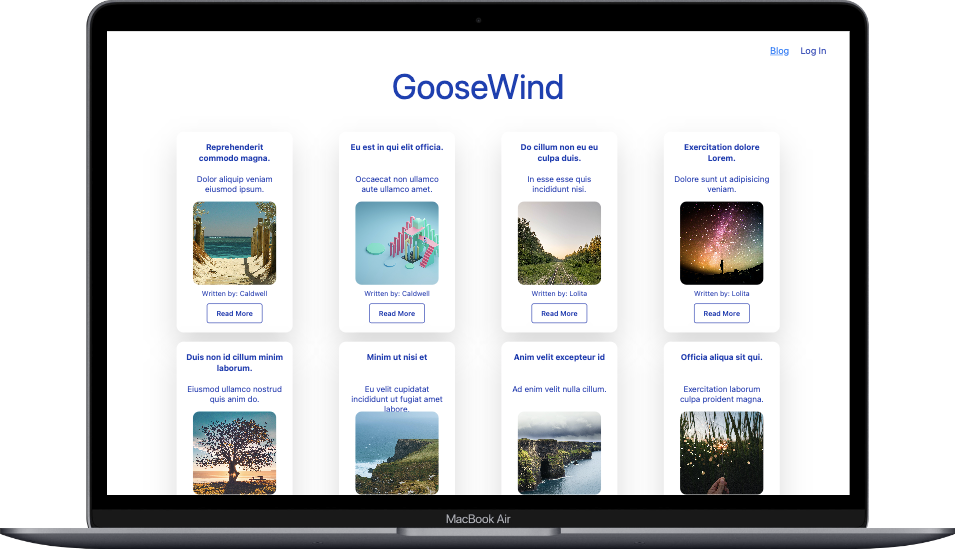 Blog Log In
GooseWind
Reprehenderit
commodo magna.
Dolor aliquip veniam
eiusmod ipsum.
Written by: Caldwell
Read More
Eu est in qui elit officia.
Occaecat non ullamco
aute ullamco amet.
Written by: Caldwell
Read More
Do cillum non eu eu
culpa duis.
In esse esse quis
incididunt nisi.
Written by: Lolita
Read More
Exercitation dolore
Lorem.
Dolore sunt ut adipisicing
veniam.
Written by: Lolita
Read More
Duis non id cillum minim
laborum.
Eiusmod ullamco nostrud
quis anim do.
Minim ut nisi et
Eu velit cupidatat
incididunt ut fugiat amet
labore.
Anim velit excepteur id
Ad enim velit nulla cillum.
Officia aliqua sit qui.
Exercitation laborum
culpa proident magna.
MacBook Air